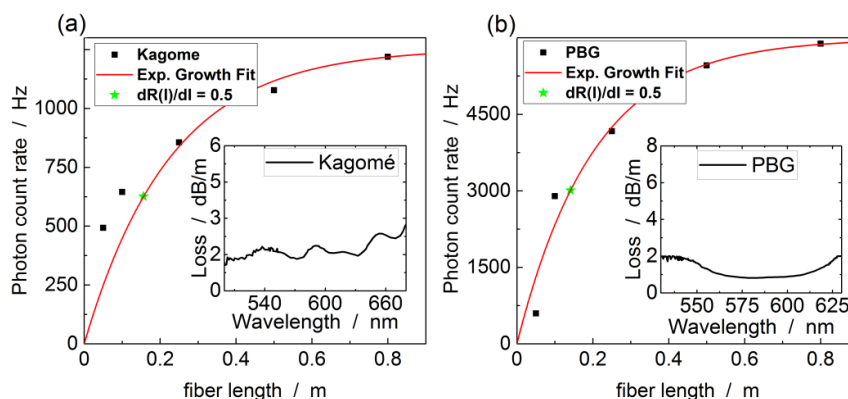 (a)
Kagome
Exp. Growth Fit
dR(l)/dl = 0.5
Photon count rate / Hz
1000
750
500
250
0
0
0.2
0.4
0.6
0.8
fiber length / m
Kagomé
Loss / dB/m
6
5
3
2
0
540
600
660
Wavelength / nm
(b)
PBG
Exp. Growth Fit
dR(l)/dl = 0.5
Photon count rate / Hz
6000
4500
3000
1500
0
0.0
0.2
0.4
0.6
0.8
fiber length / m
PBG
Loss / dB/m
8
6
4
2
0
550
575
600
625
Wavelength / nm